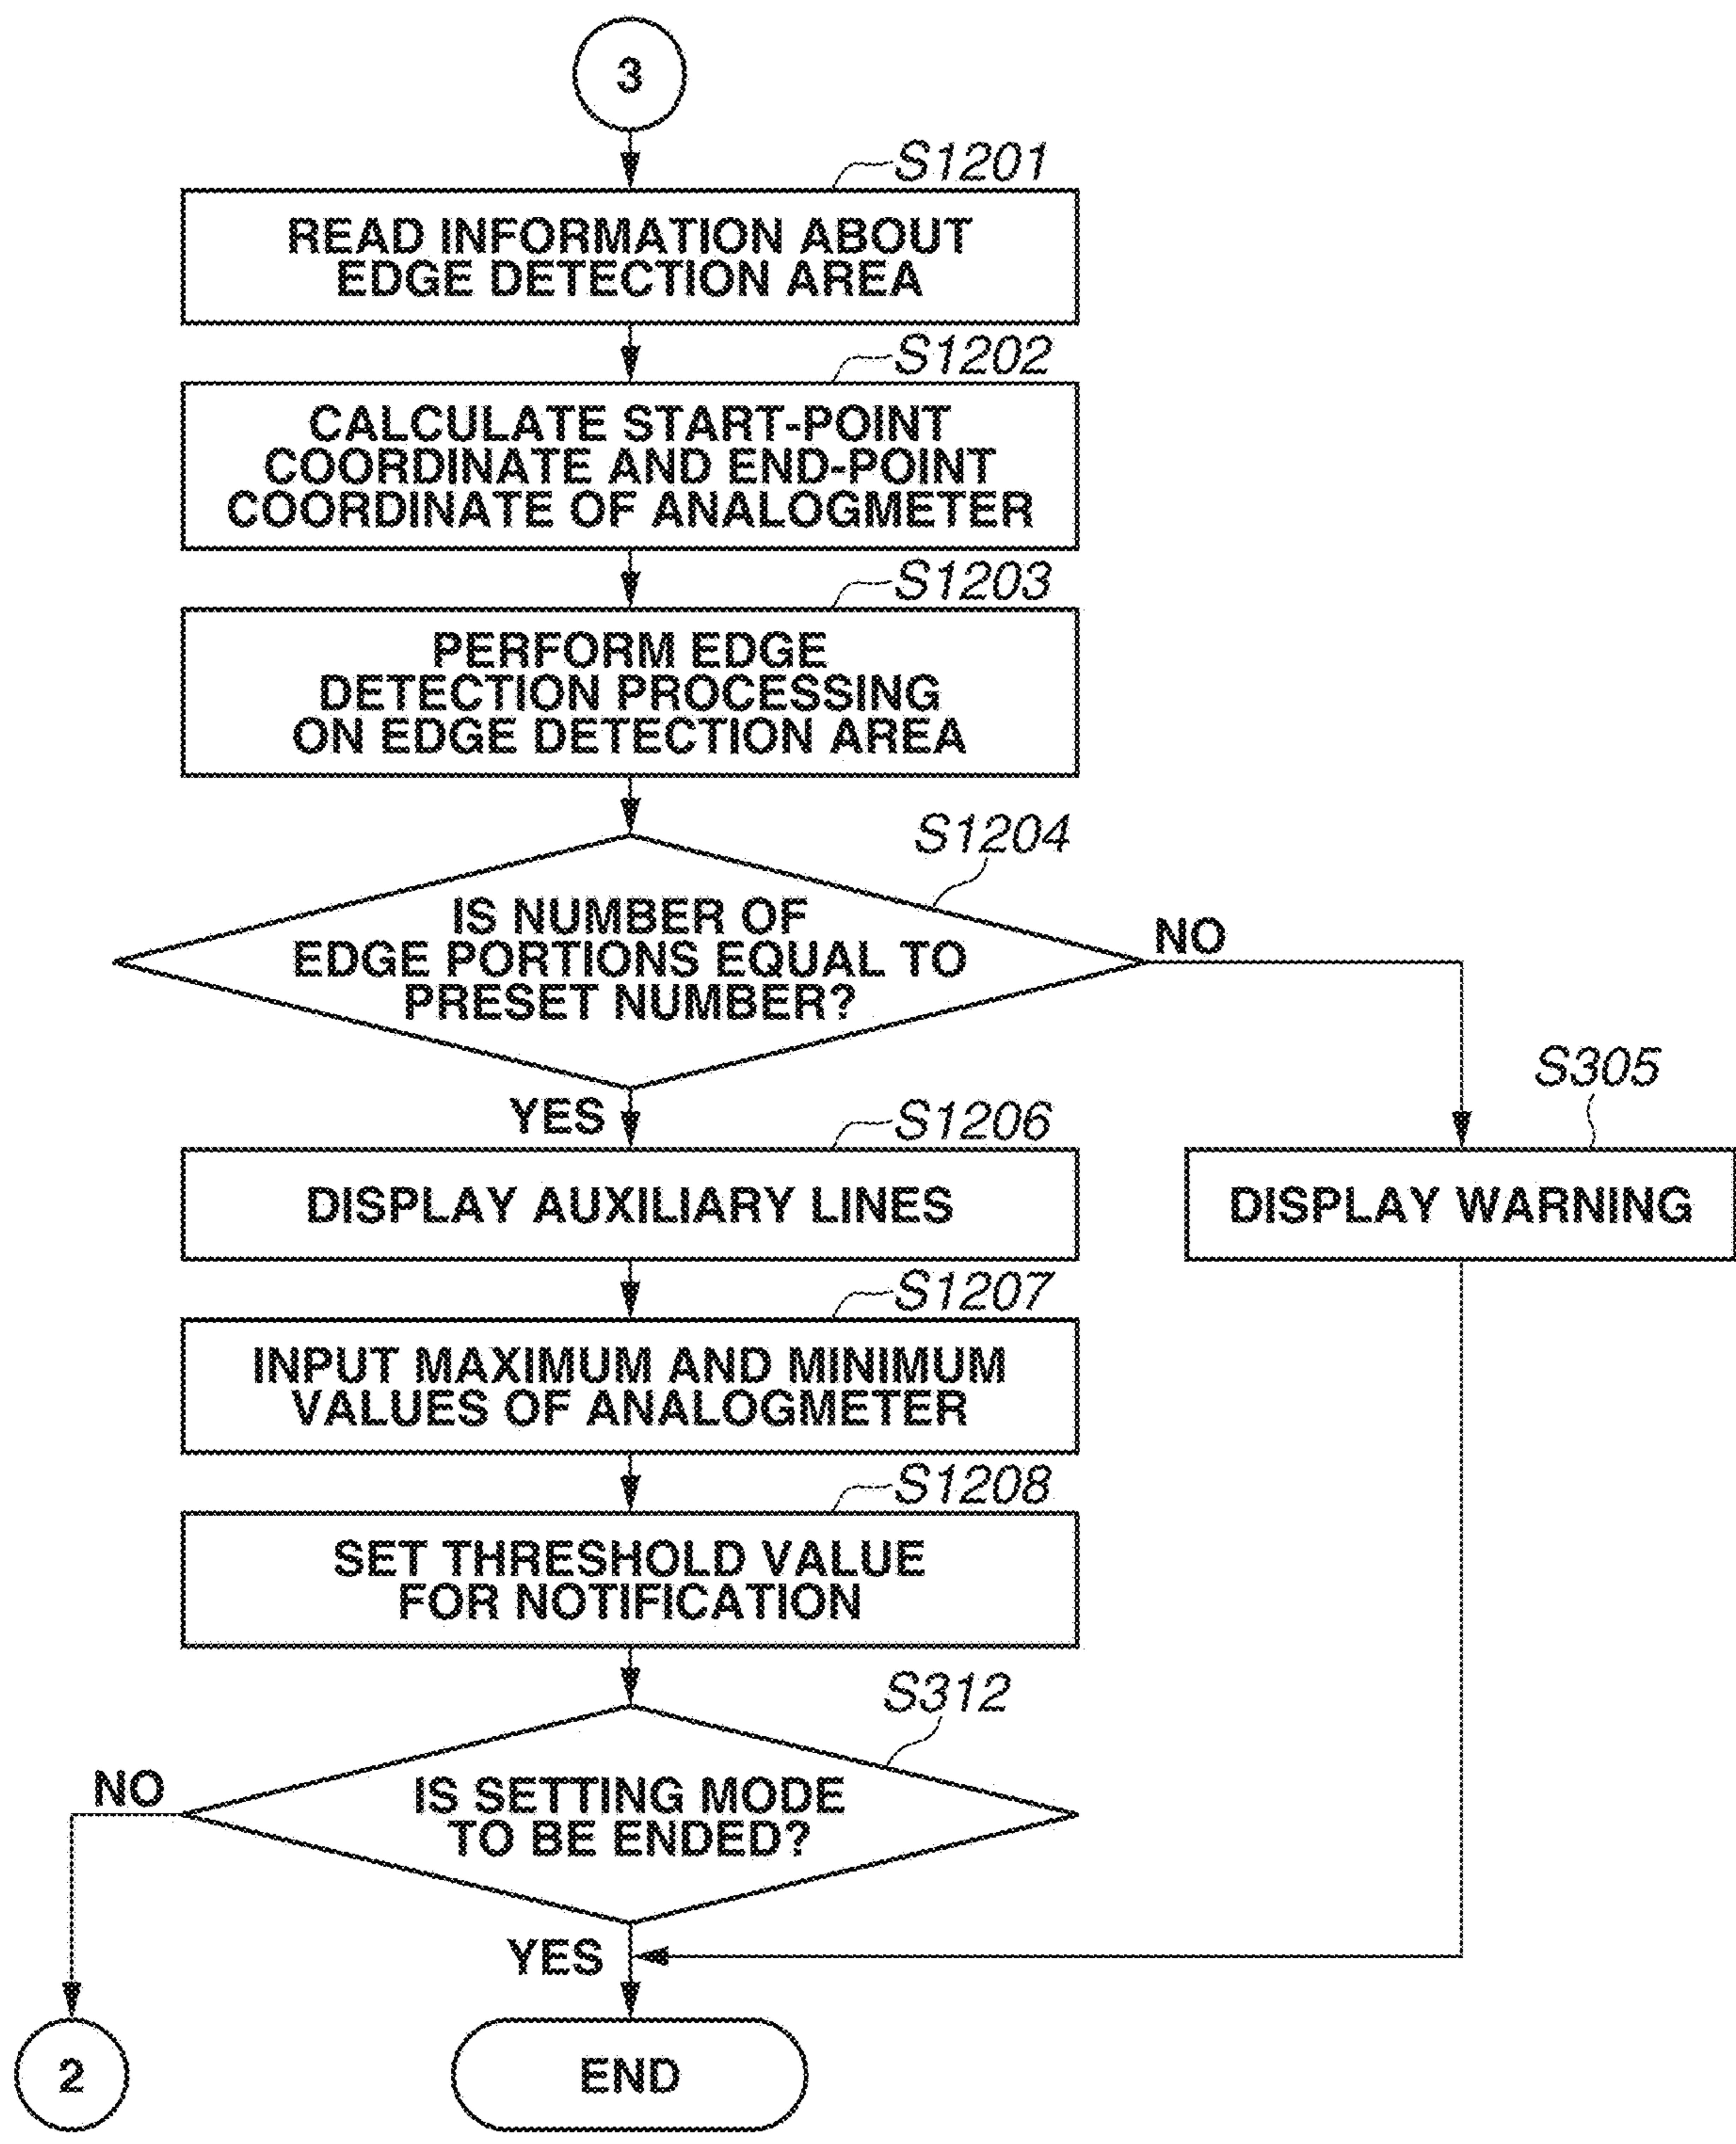 3
S1201
READ INFORMATION ABOUT
EDGE DETECTION AREA
S1202
CALCULATE START-POINT
COORDINATE AND END-POINT
COORDINATE OF ANALOGMETER
S1203
PERFORM EDGE
DETECTION PROCESSING
ON EDGE DETECTION AREA
S1204
IS NUMBER OF
EDGE PORTIONS EQUAL TO
PRESET NUMBER?
NO
YES
S1206
DISPLAY AUXILIARY LINES
S305
DISPLAY WARNING
S1207
INPUT MAXIMUM AND MINIMUM
VALUES OF ANALOGMETER
S1208
SET THRESHOLD VALUE
FOR NOTIFICATION
S312
IS SETTING MODE
TO BE ENDED?
NO
YES
2
END